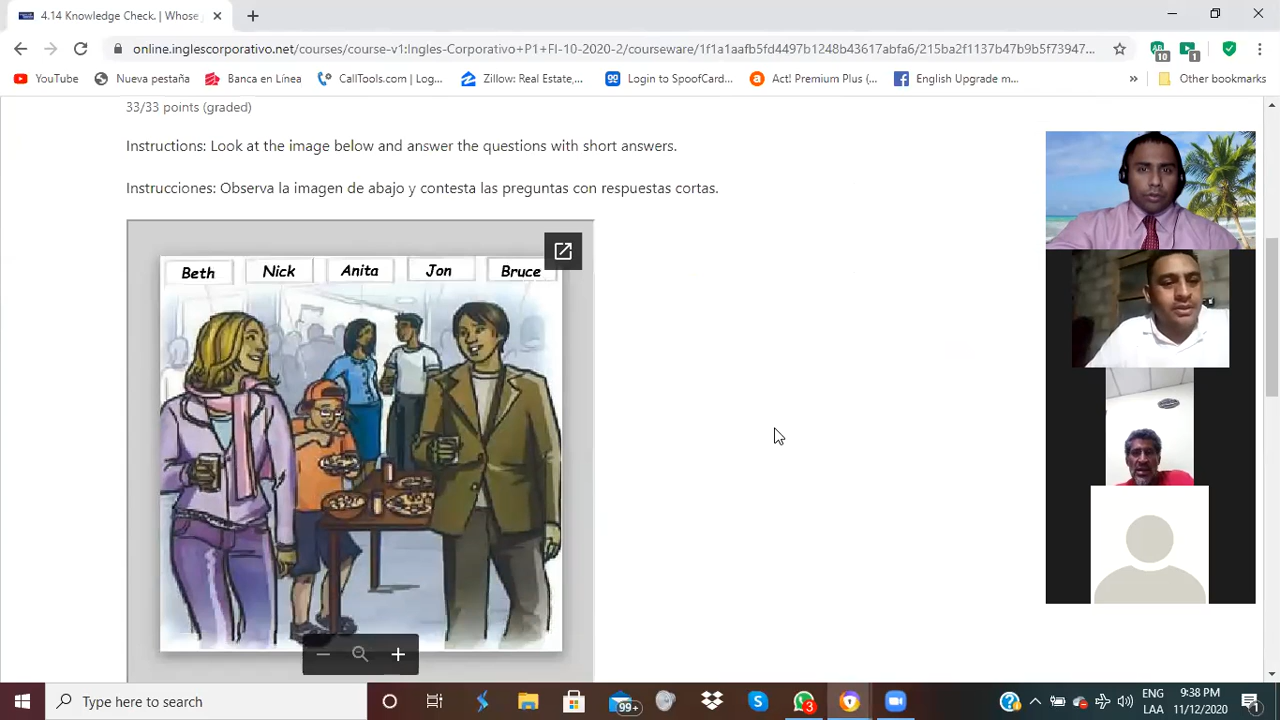 4.14 Knowledge Check. | Whose
online.inglescorporativo.net/courses/course-v1:Ingles-Corporativo+P1+FI-10-2020-2/courseware/1f1a1aafb5fd4497b1248b43617abfa6/215ba2f1137b47b9b5f73947...
10
1
YouTube
Nueva pestaña
Banca en Línea
CallTools.com | Log...
Zillow: Real Estate,...
Login to SpoofCard...
Act! Premium Plus (...
English Upgrade m...
»
Other bookmarks
33/33 points (graded)
Instructions: Look at the image below and answer the questions with short answers.
Instrucciones: Observa la imagen de abajo y contesta las preguntas con respuestas cortas.
Beth Nick Anita Jon Bruce
Type here to search
99+
3
ENG
LAA
9:38 PM
11/12/2020
1